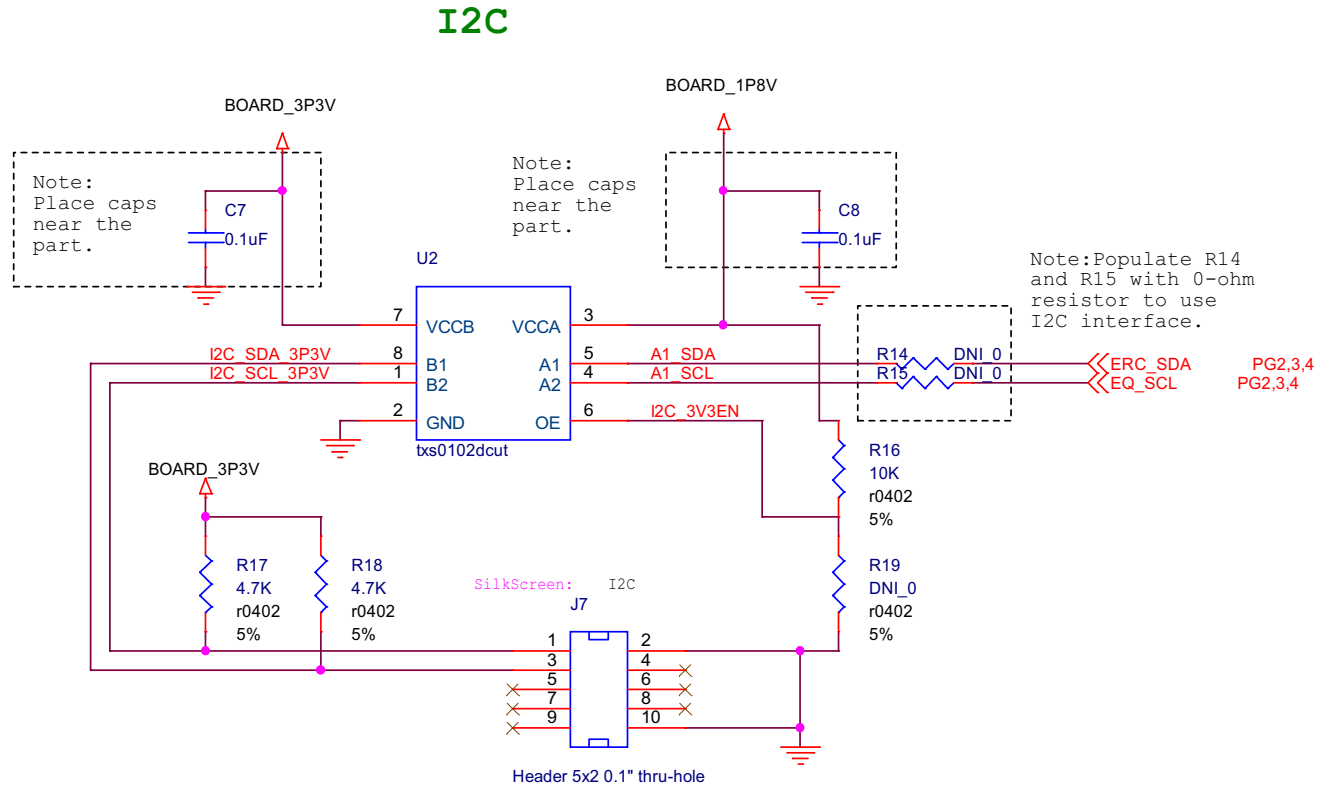 I2C
BOARD_3P3V
BOARD_1P8V
Note:
Place caps
near the
part.
C7
0.1uF
Note:
Place caps
near the
part.
C8
0.1uF
Note:Populate R14
and R15 with 0-ohm
resistor to use
I2C interface.
U2
7 VCCB VCCA 3
I2C_SDA_3P3V 8 B1 A1 5 A1_SDA R14 DNI_0 ERC_SDA PG2,3,4
I2C_SCL_3P3V 1 B2 A2 4 A1_SCL R15 DNI_0 EQ_SCL PG2,3,4
2 GND OE 6 I2C_3V3EN
txs0102dcut
R16
10K
r0402
5%
BOARD_3P3V
R17
4.7K
r0402
5%
R18
4.7K
r0402
5%
R19
DNI_0
r0402
5%
SilkScreen: I2C
J7
1 2
3 4
5 6
7 8
9 10
Header 5x2 0.1" thru-hole